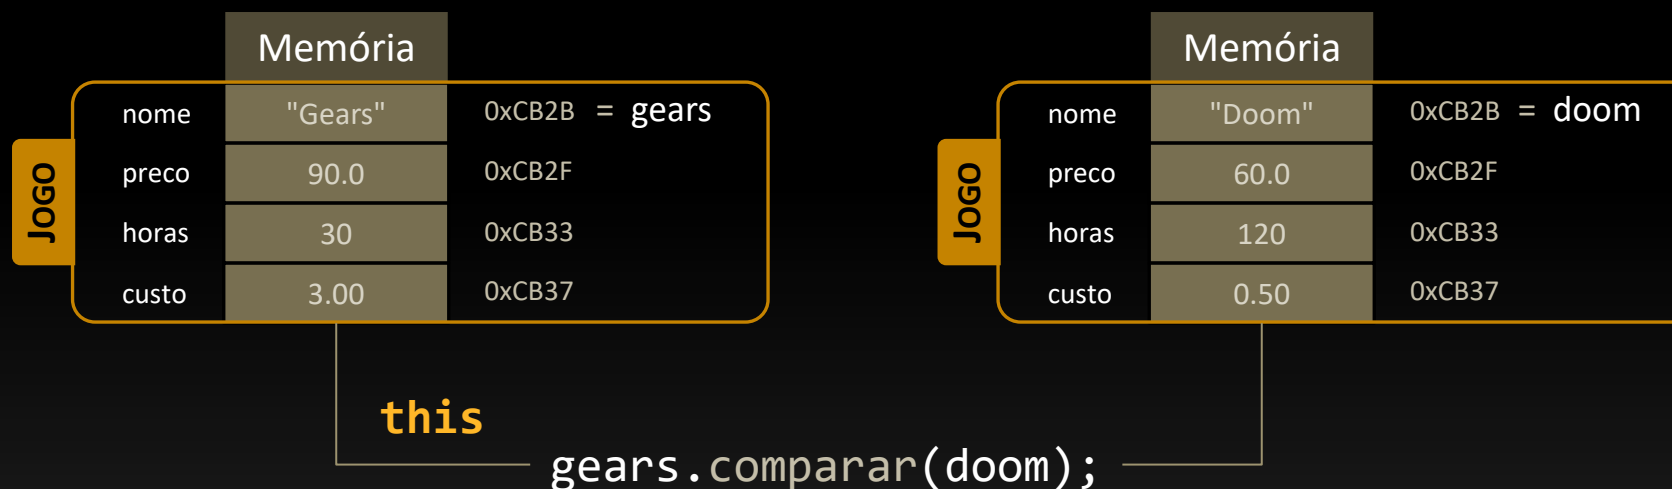 Memória
JOGO
nome "Gears" 0xCB2B = gears
preco 90.0 0xCB2F
horas 30 0xCB33
custo 3.00 0xCB37
Memória
JOGO
nome "Doom" 0xCB2B = doom
preco 60.0 0xCB2F
horas 120 0xCB33
custo 0.50 0xCB37
this
gears.comparar(doom);